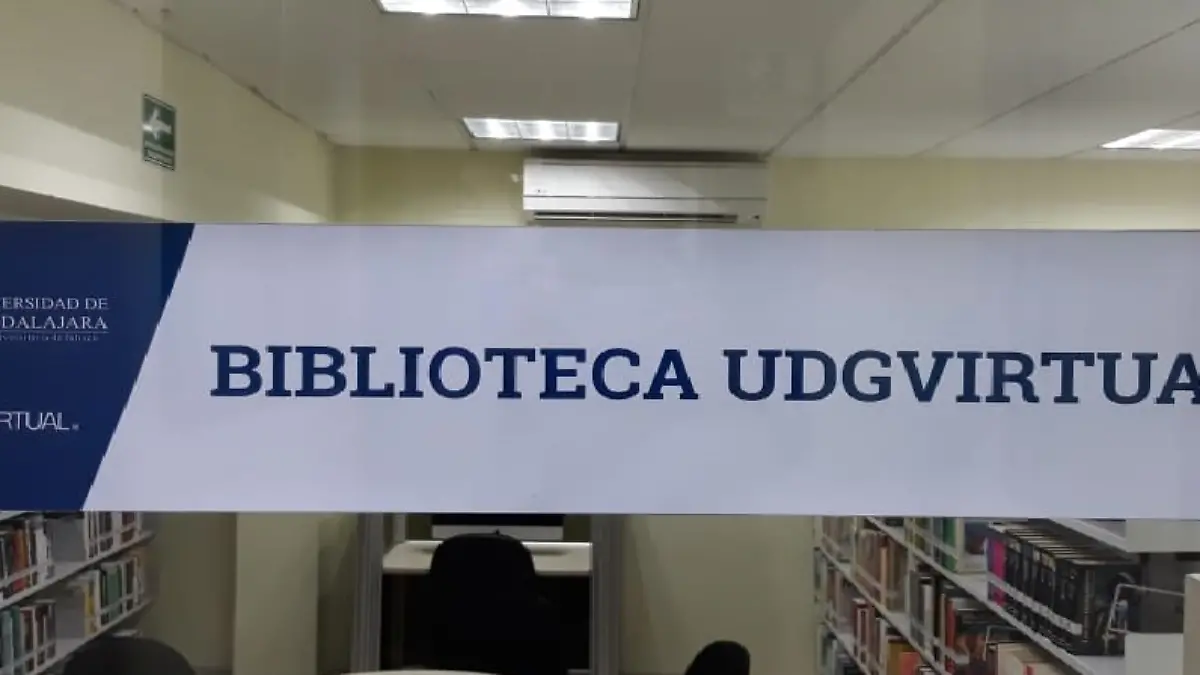 ERSIDAD DE
DALAJARA
RTUAL
BIBLIOTECA UDGVIRTUA